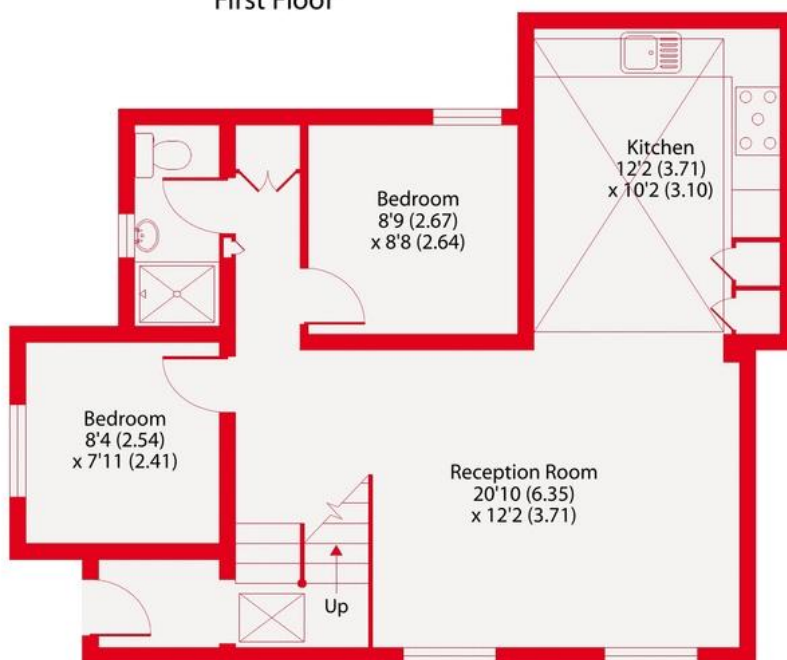 First Floor
Kitchen
12'2 (3.71)
x 10'2 (3.10)
Bedroom
8'9 (2.67)
x 8'8 (2.64)
Bedroom
8'4 (2.54)
x 7'11 (2.41)
Reception Room
20'10 (6.35)
x 12'2 (3.71)
Up